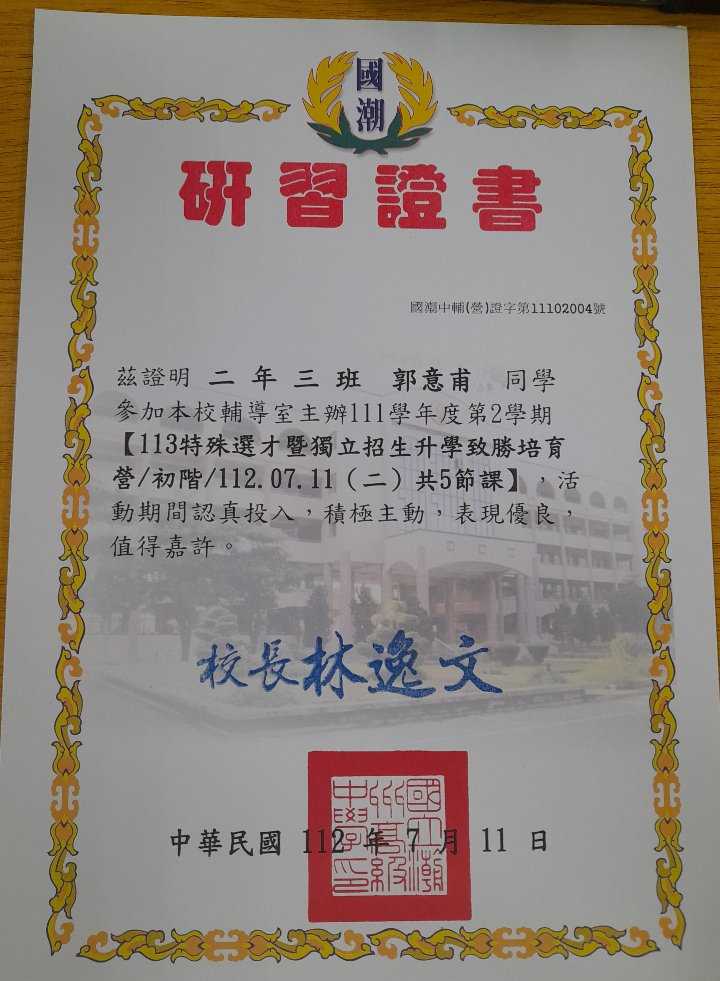 國潮
研習證書
國潮中輔(營)證字第11102004號
茲證明 二年三班 郭意甫 同學
參加本校輔導室主辦111學年度第2學期
【113特殊選才暨獨立招生升學致勝培育
營/初階/112.07.11（二）共5節課】，活
動期間認真投入，積極主動，表現優良，
值得嘉許。
校長林逸文
國立潮
州高級
中學印
中華民國 112 年 7 月 11 日